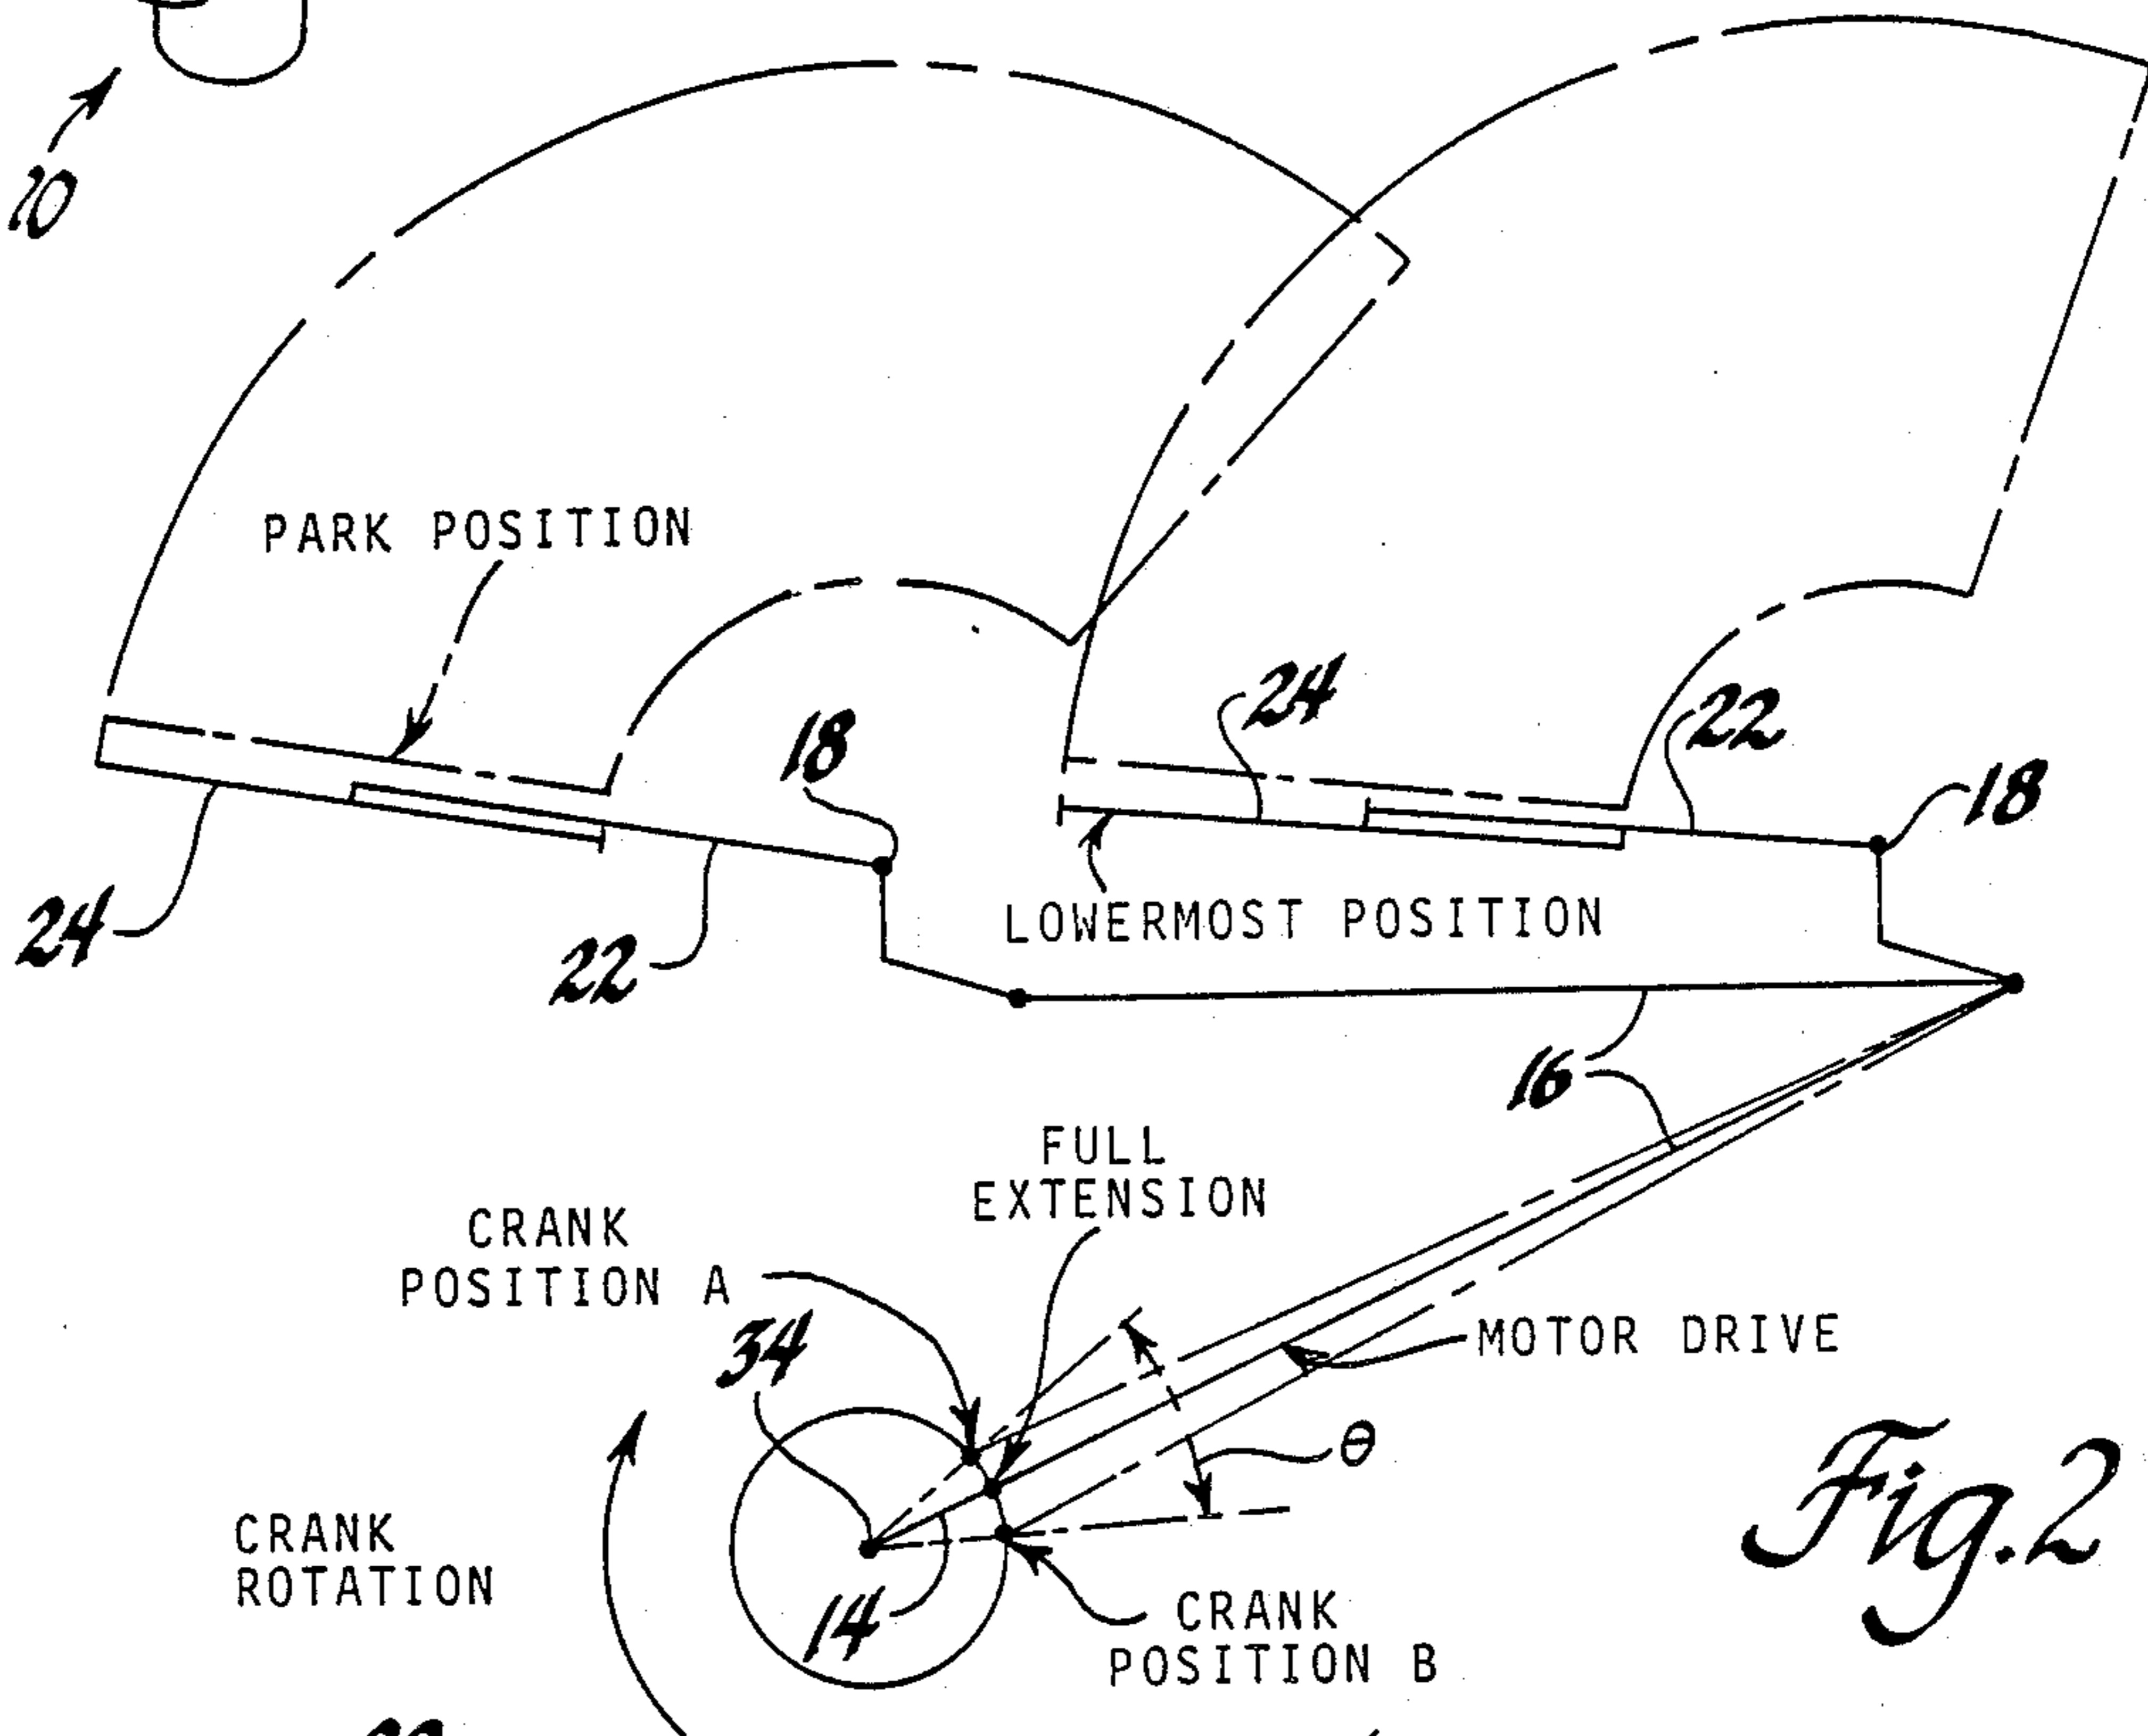 10
PARK POSITION
24
22
18
18
24
22
LOWERMOST POSITION
16
FULL
EXTENSION
CRANK
POSITION A
34
MOTOR DRIVE
θ
CRANK
ROTATION
14
CRANK
POSITION B
Fig.2